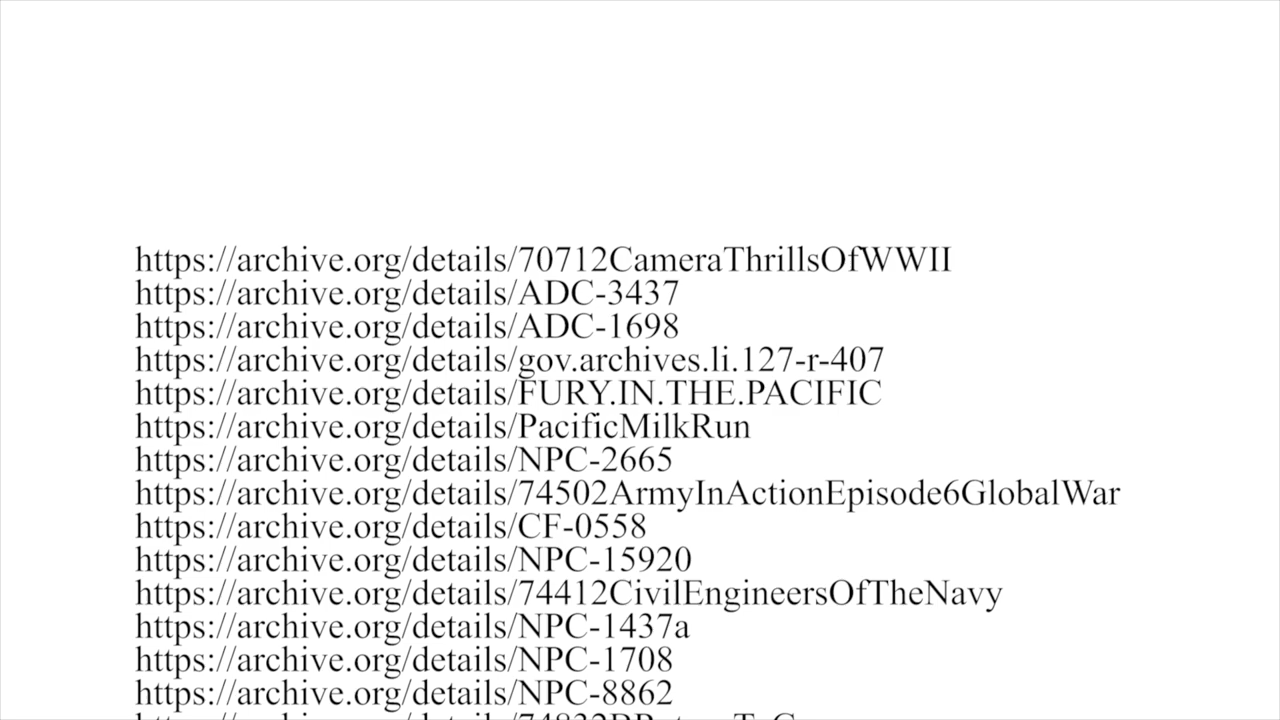 https://archive.org/details/70712CameraThrillsOfWWII
https://archive.org/details/ADC-3437
https://archive.org/details/ADC-1698
https://archive.org/details/gov.archives.li.127-r-407
https://archive.org/details/FURY.IN.THE.PACIFIC
https://archive.org/details/PacificMilkRun
https://archive.org/details/NPC-2665
https://archive.org/details/74502ArmyInActionEpisode6GlobalWar
https://archive.org/details/CF-0558
https://archive.org/details/NPC-15920
https://archive.org/details/74412CivilEngineersOfTheNavy
https://archive.org/details/NPC-1437a
https://archive.org/details/NPC-1708
https://archive.org/details/NPC-8862